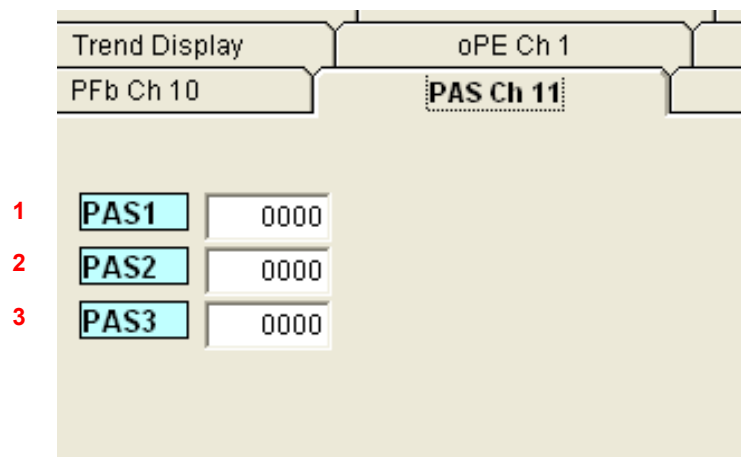 Trend Display oPE Ch 1
PFb Ch 10 PAS Ch 11
1 PAS1 0000
2 PAS2 0000
3 PAS3 0000